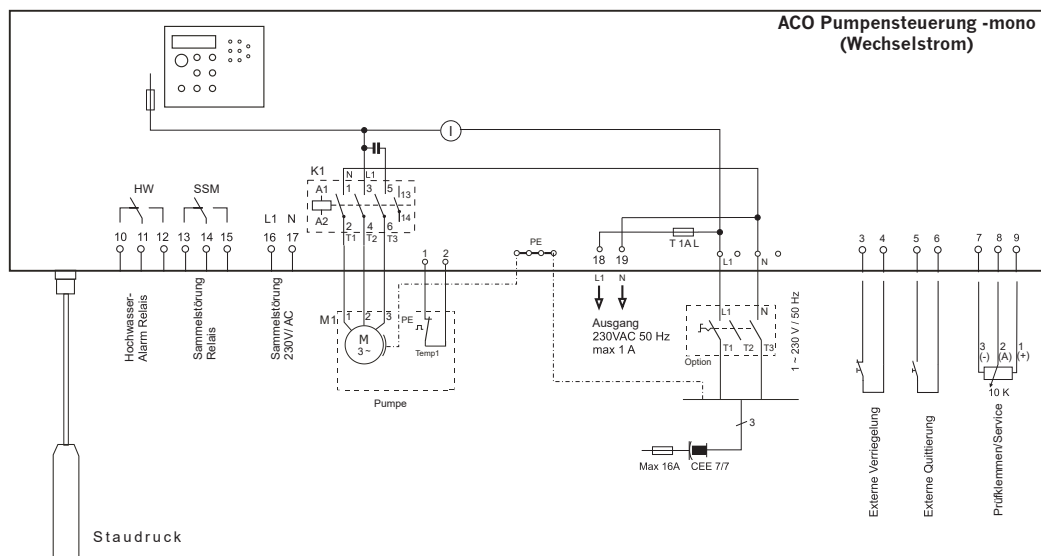 ACO Pumpensteuerung -mono
(Wechselstrom)
I
K1
N L1
A1 1 3 5 13
A2 2 4 6 14
T1 T2 T3
HW SSM
L1 N
10 11 12 13 14 15 16 17
1 2
PE
18 19
T 1A L
L1 N
3 4 5 6 7 8 9
L1 N
Hochwasser-
Alarm Relais
Sammelstörung
Relais
Sammelstörung
230V/ AC
M1
1 2 3
PE
M
3 ~
Temp1
Pumpe
Ausgang
230VAC 50 Hz
max 1 A
L1 N
T1 T2 T3
Option
1 ~ 230 V / 50 Hz
3
Max 16A CEE 7/7
3 2 1
(-) (A) (+)
10 K
Externe Verriegelung
Externe Quittierung
Prüfklemmen/Service
Staudruck